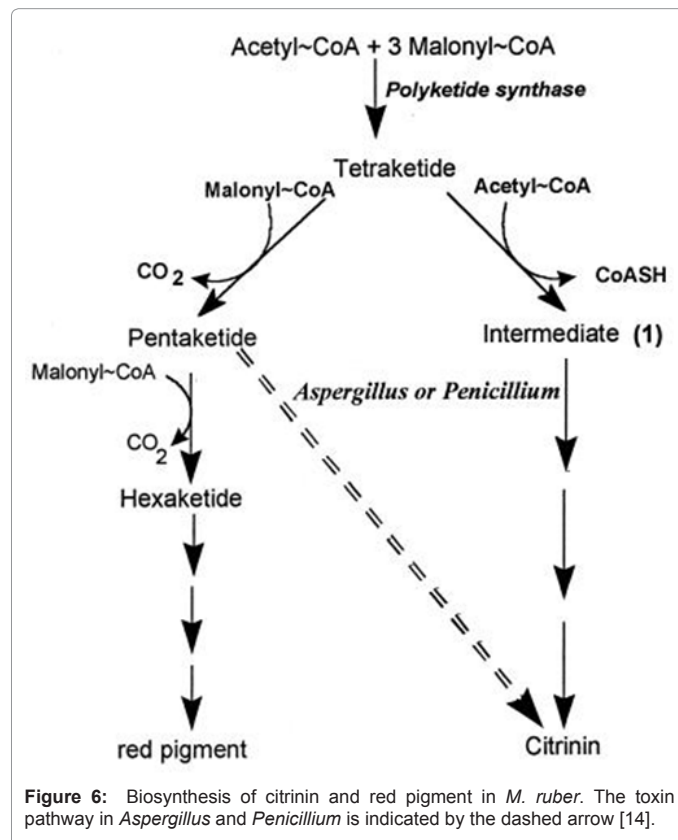 Acetyl~CoA + 3 Malonyl~CoA
Polyketide synthase
Tetraketide
Malonyl~CoA
Acetyl~CoA
CO2
CoASH
Pentaketide
Intermediate (1)
Malonyl~CoA
Aspergillus or Penicillium
CO2
Hexaketide
red pigment
Citrinin
Figure 6: Biosynthesis of citrinin and red pigment in M. ruber. The toxin
pathway in Aspergillus and Penicillium is indicated by the dashed arrow [14].